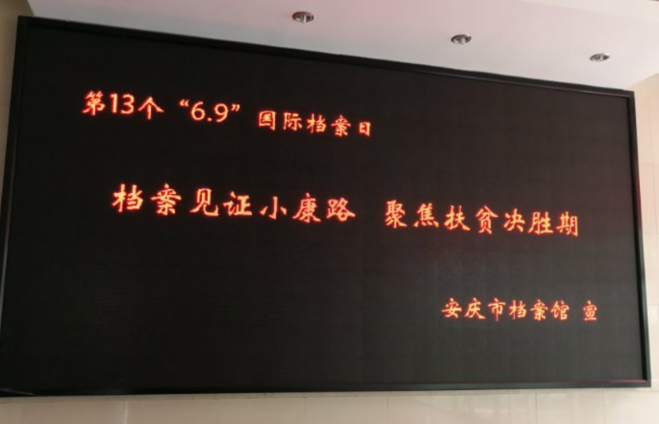 第13个“6.9”国际档案日
档案见证小康路 聚焦扶贫决胜期
安庆市档案馆 宣